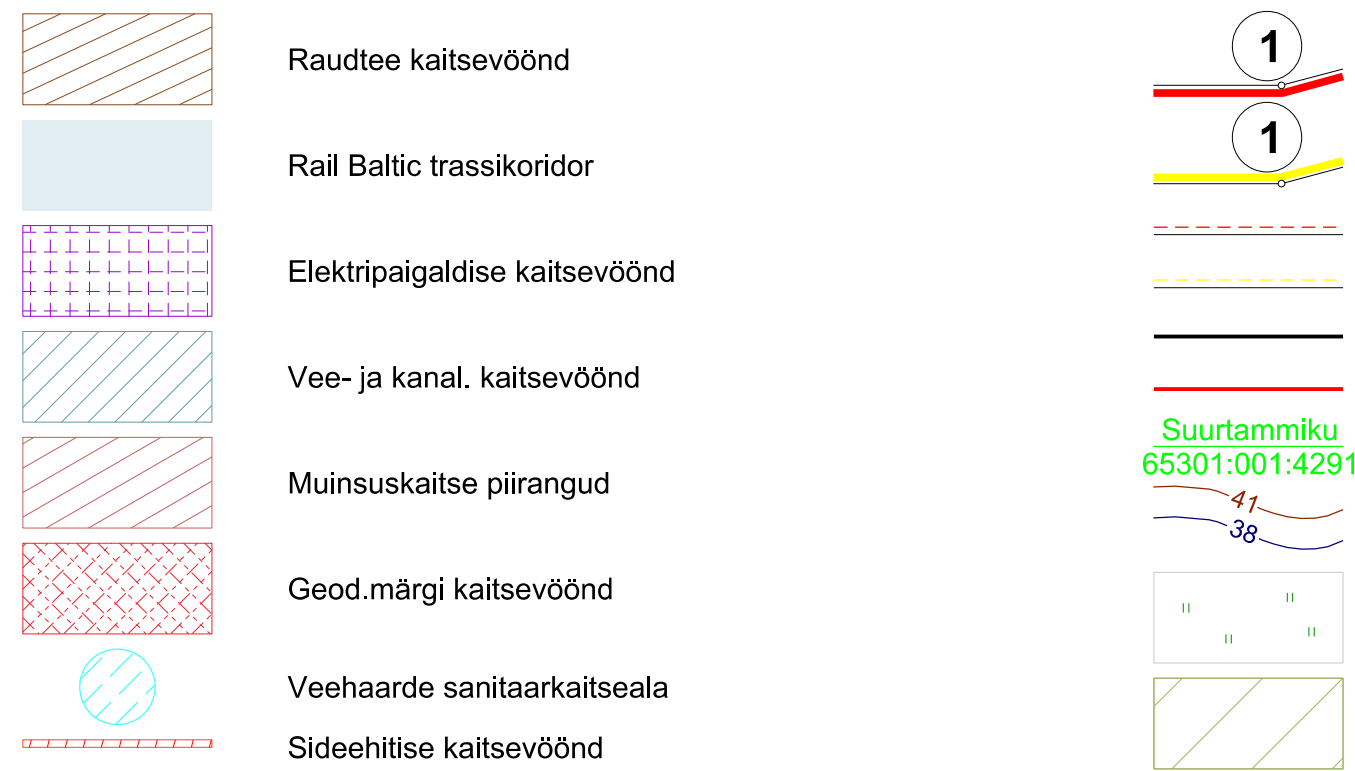 Raudtee kaitsevöönd
Rail Baltic trassikoridor
Elektripaigaldise kaitsevöönd
Vee- ja kanal. kaitsevöönd
Muinsuskaitse piirangud
Geod.märgi kaitsevöönd
Veehaarde sanitaarkaitseala
Sideehitise kaitsevöönd
1
1
Suurtammiku
65301:001:4291
41
38